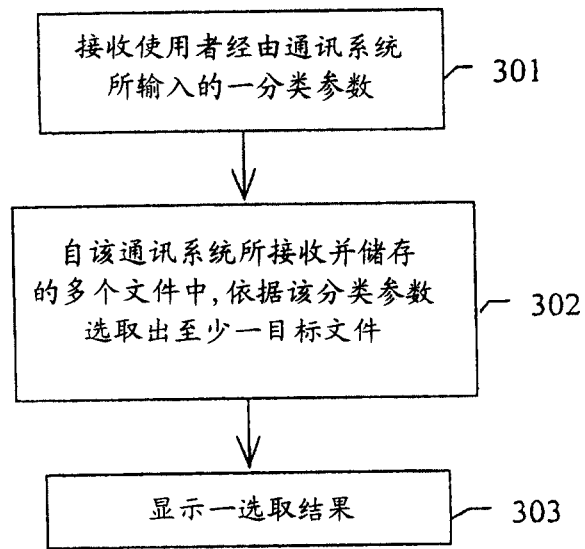 接收使用者经由通讯系统
所输入的一分类参数
301
自该通讯系统所接收并储存
的多个文件中,依据该分类参数
选取出至少一目标文件
302
显示一选取结果
303